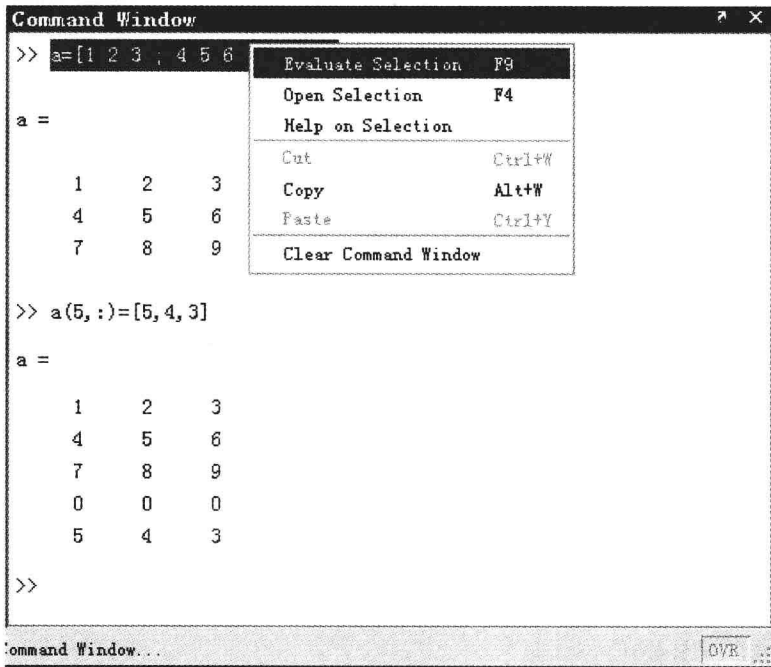 Command Window
>> a=[1 2 3 ; 4 5 6
Evaluate Selection F9
Open Selection F4
Help on Selection
Cut Ctrl+W
Copy Alt+W
Paste Ctrl+Y
Clear Command Window
a =
1 2 3
4 5 6
7 8 9
>> a(5,:)=[5,4,3]
a =
1 2 3
4 5 6
7 8 9
0 0 0
5 4 3
>>
ommand Window...
OVR